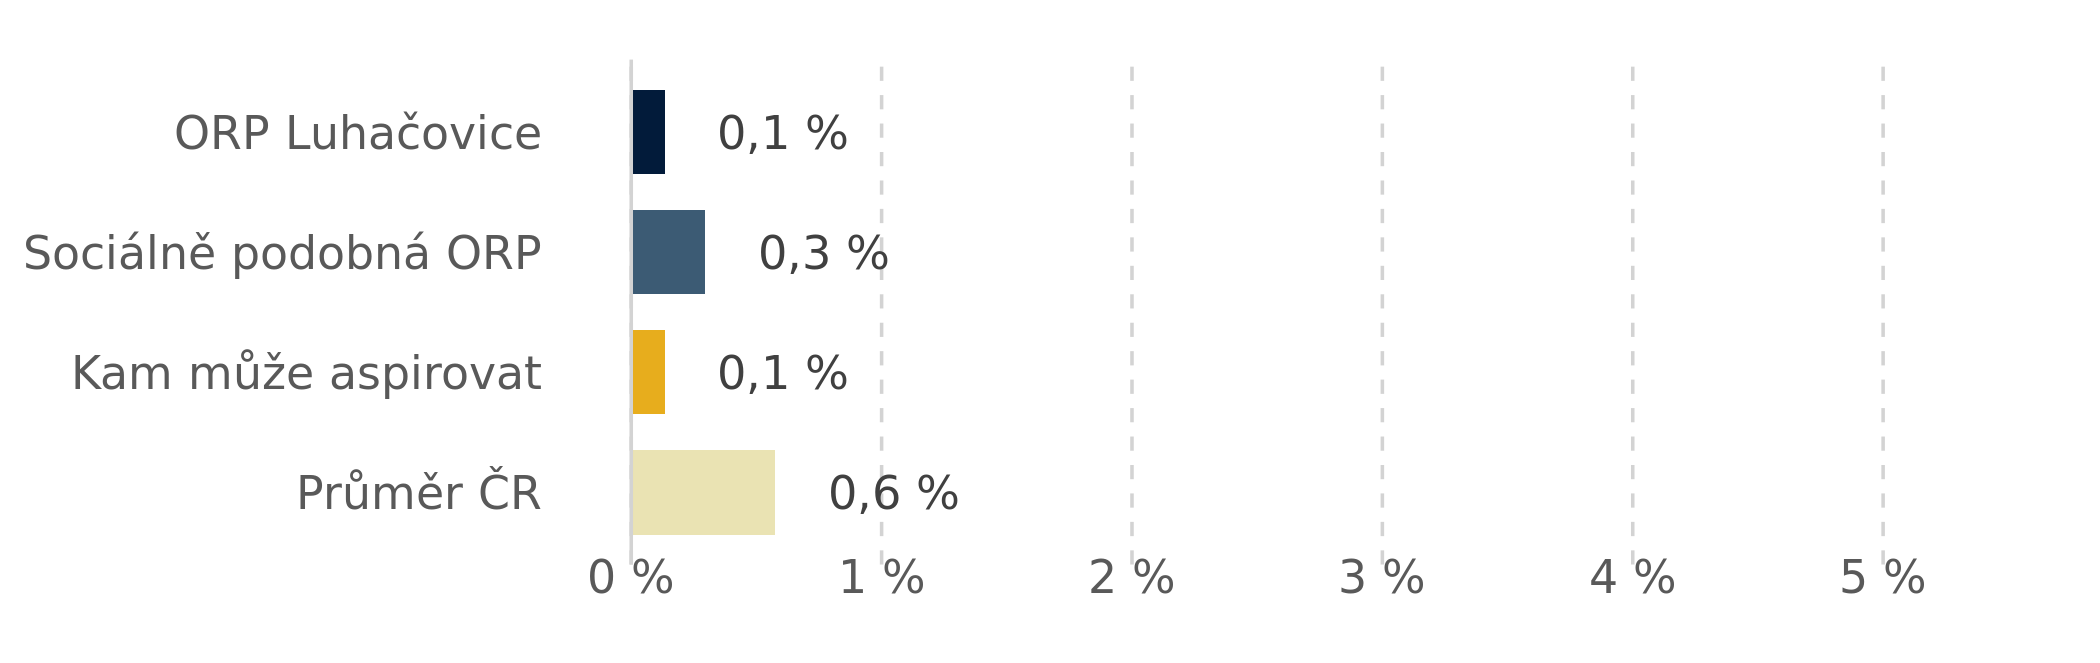 ORP Luhačovice 0,1 %
Sociálně podobná ORP 0,3 %
Kam může aspirovat 0,1 %
Průměr ČR 0,6 %
0 % 1 % 2 % 3 % 4 % 5 %